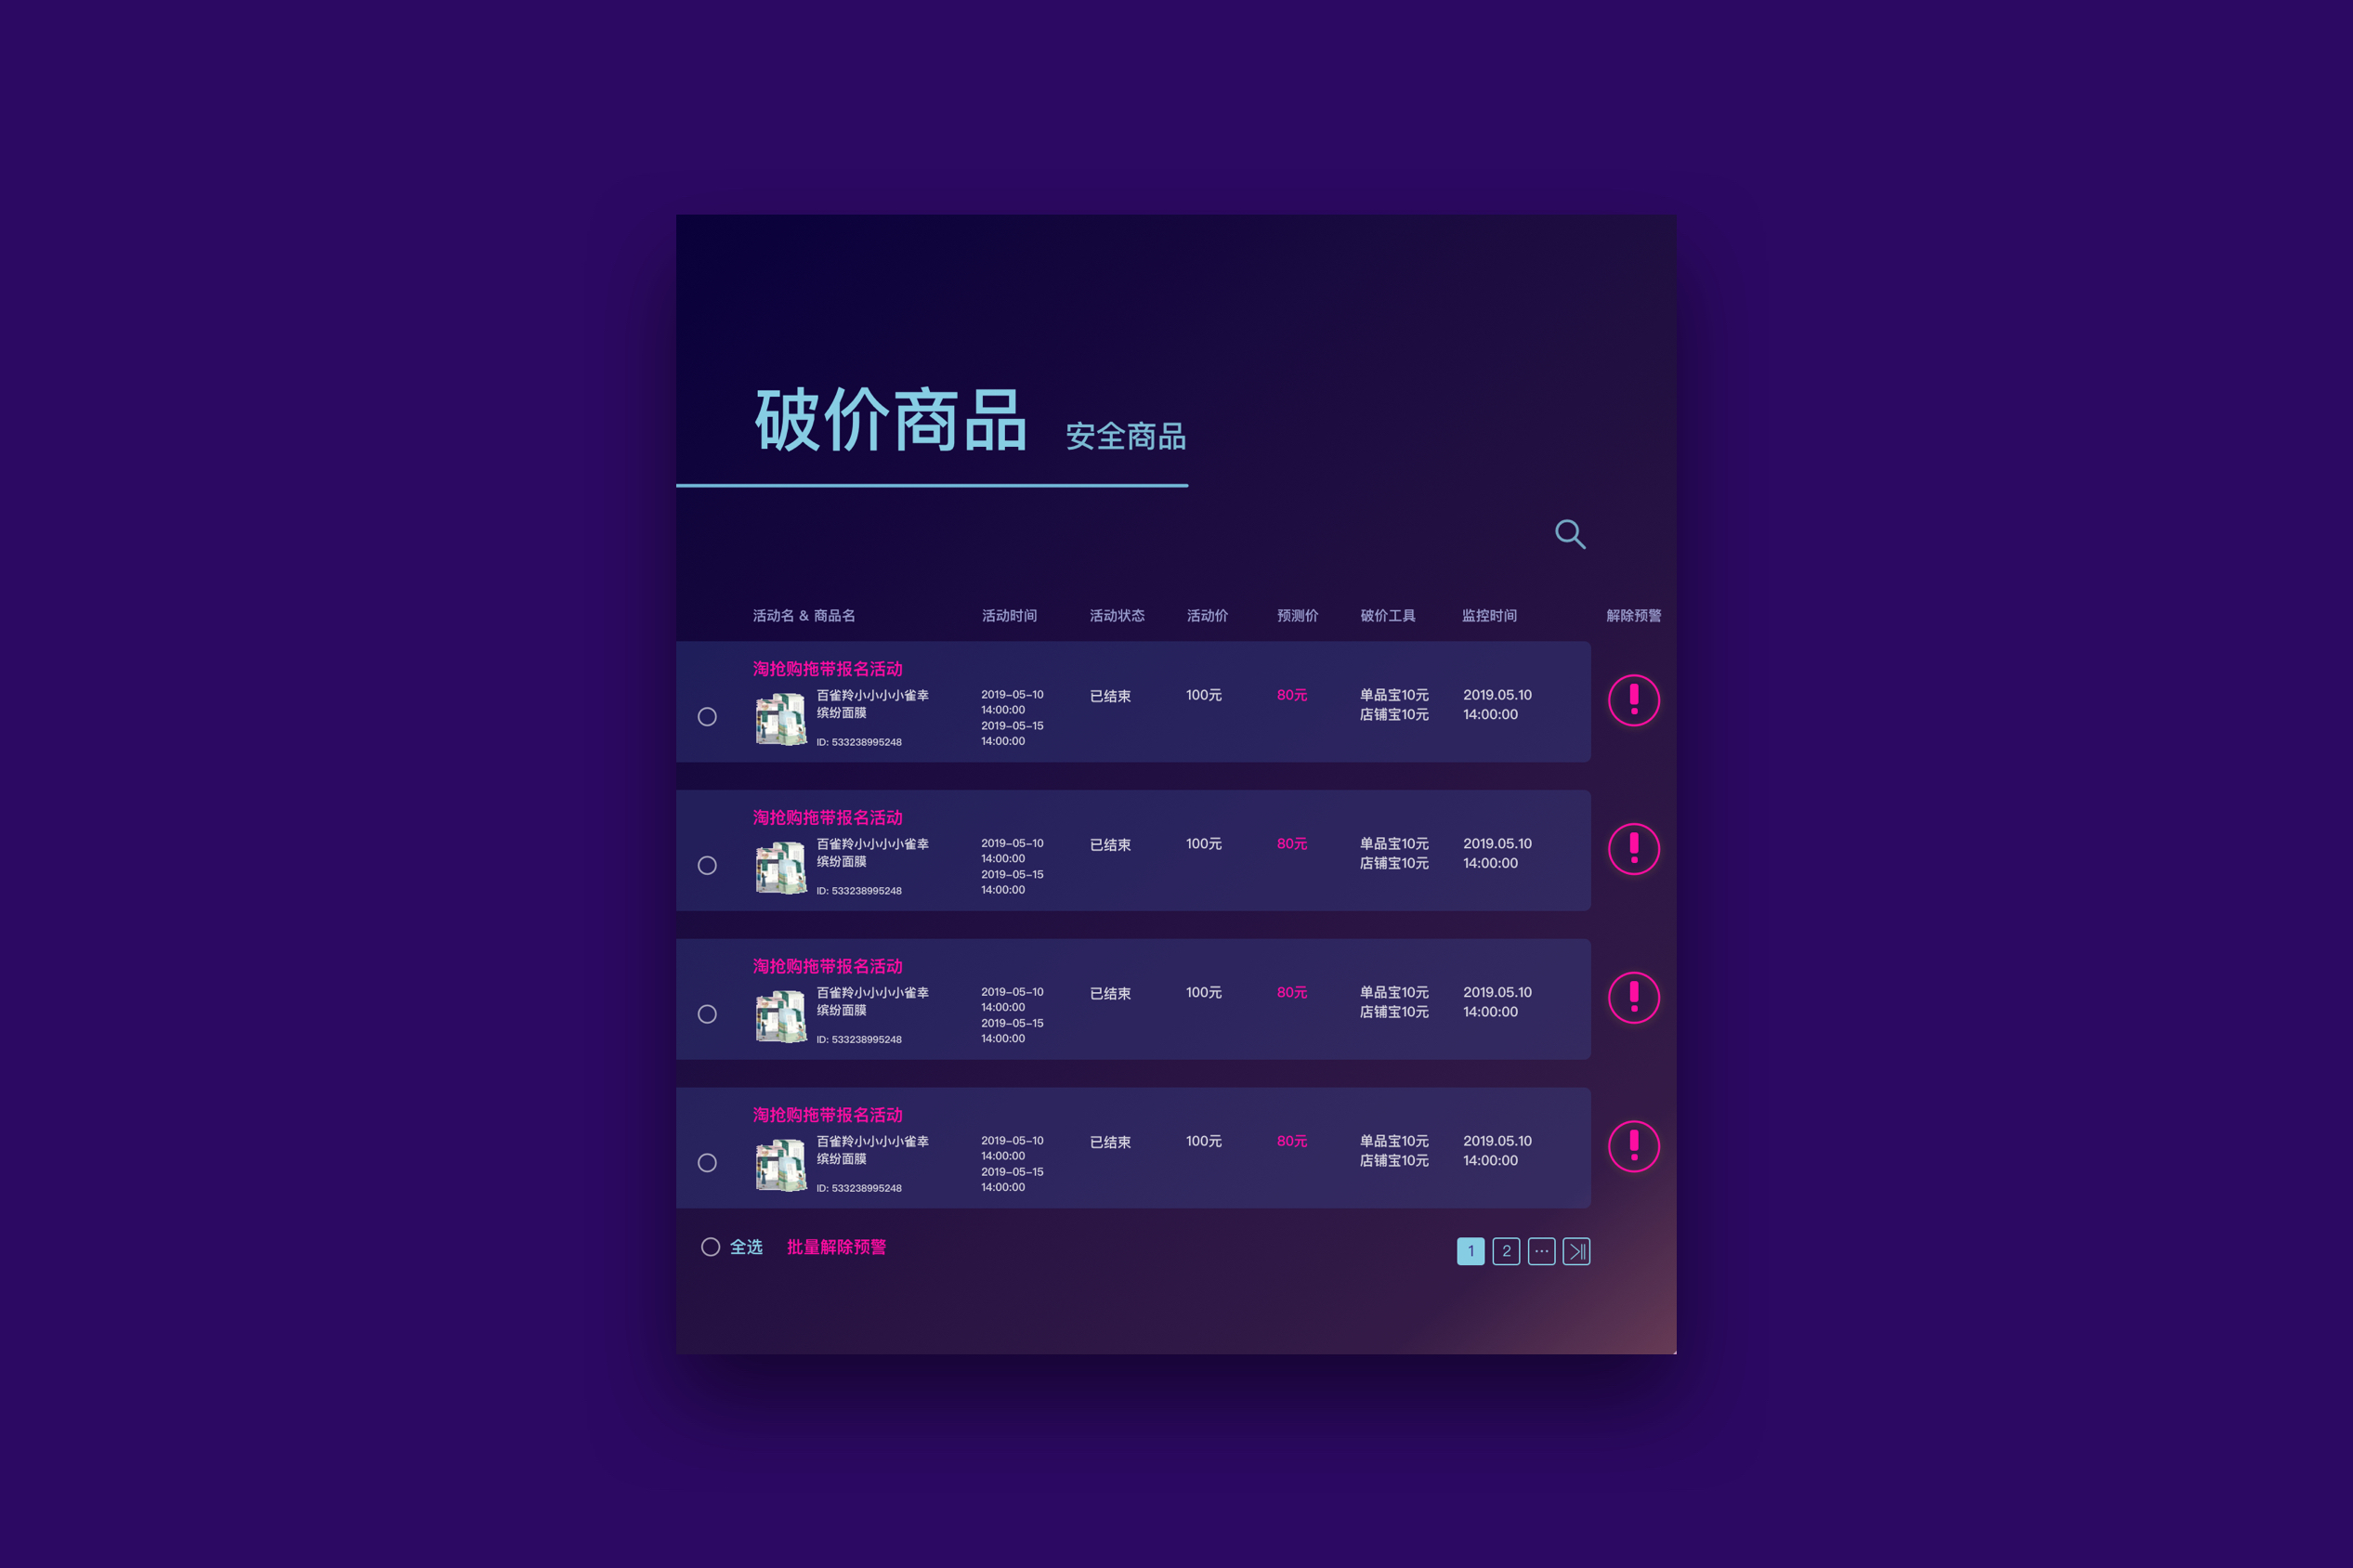 破价商品 安全商品
活动名 & 商品名 活动时间 活动状态 活动价 预测价 破价工具 监控时间 解除预警
淘抢购拖带报名活动
百雀羚小小小小雀幸 2019-05-10 已结束 100元 80元 单品宝10元 2019.05.10
缤纷面膜 14:00:00 店铺宝10元 14:00:00
2019-05-15
ID: 533238995248 14:00:00
淘抢购拖带报名活动
百雀羚小小小小雀幸 2019-05-10 已结束 100元 80元 单品宝10元 2019.05.10
缤纷面膜 14:00:00 店铺宝10元 14:00:00
2019-05-15
ID: 533238995248 14:00:00
淘抢购拖带报名活动
百雀羚小小小小雀幸 2019-05-10 已结束 100元 80元 单品宝10元 2019.05.10
缤纷面膜 14:00:00 店铺宝10元 14:00:00
2019-05-15
ID: 533238995248 14:00:00
淘抢购拖带报名活动
百雀羚小小小小雀幸 2019-05-10 已结束 100元 80元 单品宝10元 2019.05.10
缤纷面膜 14:00:00 店铺宝10元 14:00:00
2019-05-15
ID: 533238995248 14:00:00
全选 批量解除预警 1 2 ...